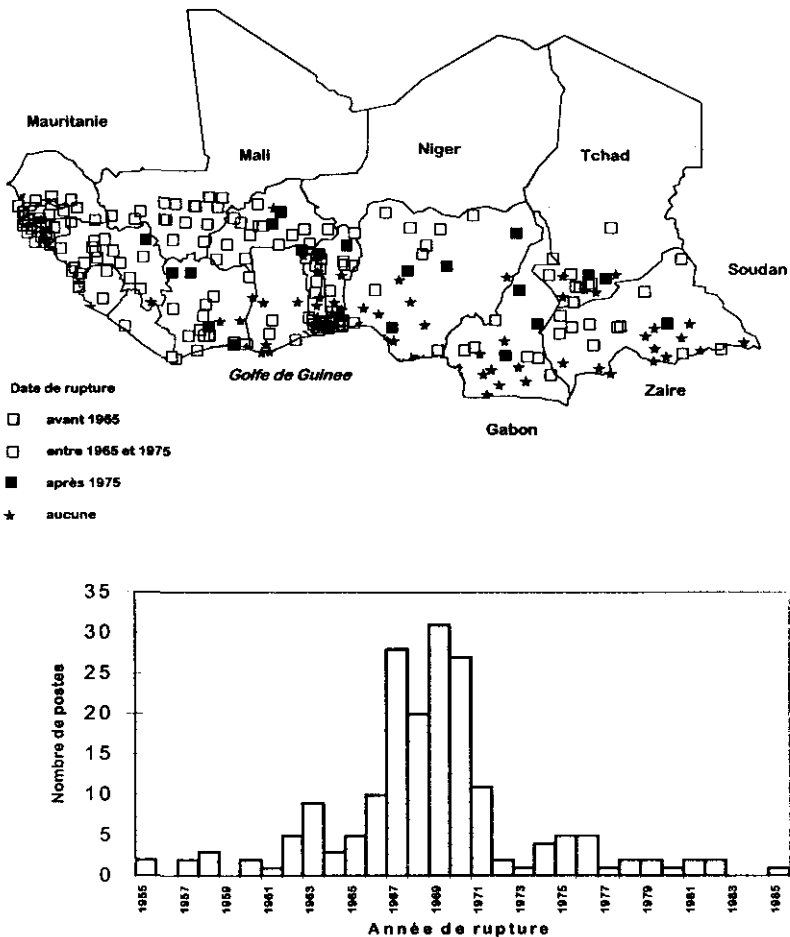 Mauritanie
Mali
Niger
Tchad
Soudan
Golfe de Guinee
Zaire
Gabon
Date de rupture
avant 1965
entre 1965 et 1975
après 1975
aucune
Nombre de postes
35
30
25
20
15
10
5
0
1955
1957
1959
1961
1963
1965
1967
1969
1971
1973
1975
1977
1979
1981
1983
1985
Année de rupture